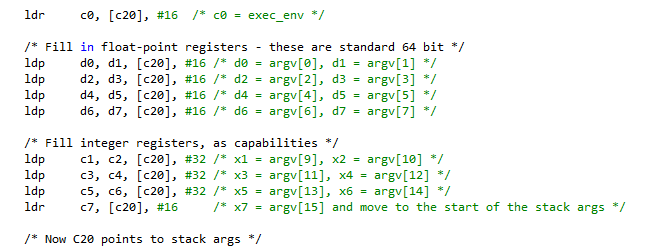 ldr c0, [c20], #16 /* c0 = exec_env */
/* Fill in float-point registers - these are standard 64 bit */
ldp d0, d1, [c20], #16 /* d0 = argv[0], d1 = argv[1] */
ldp d2, d3, [c20], #16 /* d2 = argv[2], d3 = argv[3] */
ldp d4, d5, [c20], #16 /* d4 = argv[4], d5 = argv[5] */
ldp d6, d7, [c20], #16 /* d6 = argv[6], d7 = argv[7] */
/* Fill integer registers, as capabilities */
ldp c1, c2, [c20], #32 /* x1 = argv[9], x2 = argv[10] */
ldp c3, c4, [c20], #32 /* x3 = argv[11], x4 = argv[12] */
ldp c5, c6, [c20], #32 /* x5 = argv[13], x6 = argv[14] */
ldr c7, [c20], #16 /* x7 = argv[15] and move to the start of the stack args */
/* Now C20 points to stack args */